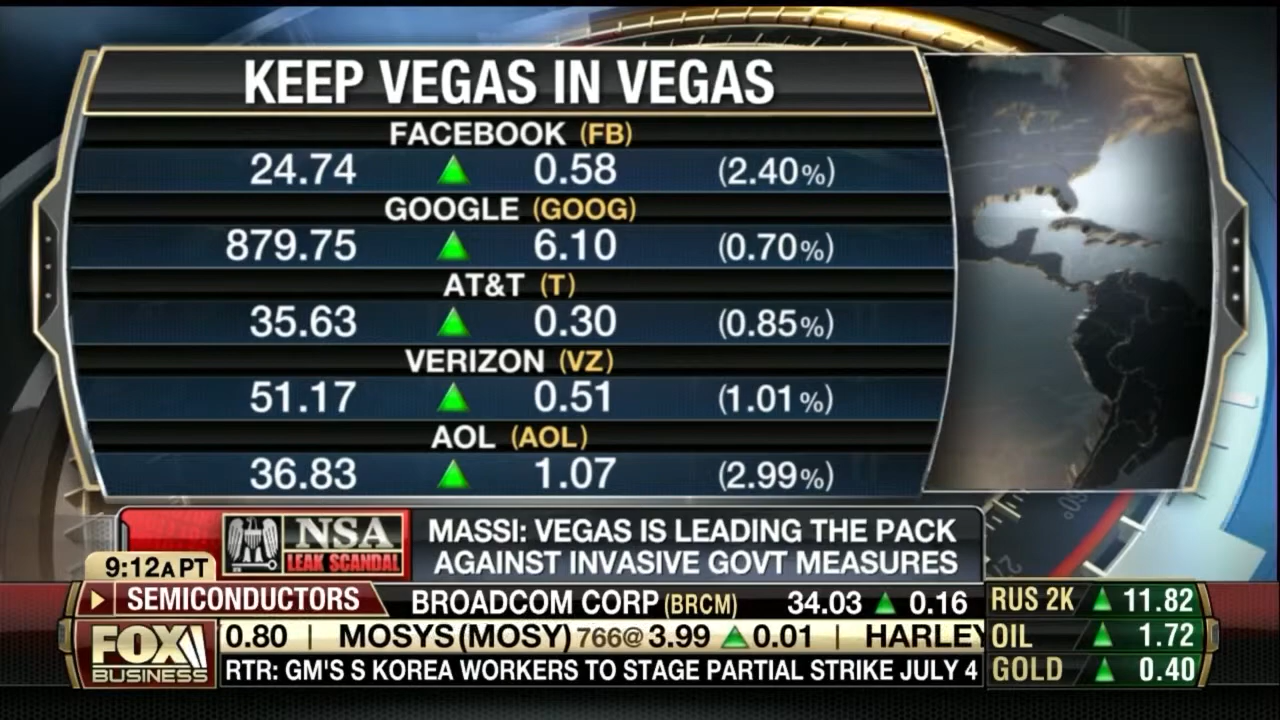 KEEP VEGAS IN VEGAS
FACEBOOK (FB)
24.74 ▲ 0.58 (2.40%)
GOOGLE (GOOG)
879.75 ▲ 6.10 (0.70%)
AT&T (T)
35.63 ▲ 0.30 (0.85%)
VERIZON (VZ)
51.17 ▲ 0.51 (1.01%)
AOL (AOL)
36.83 ▲ 1.07 (2.99%)
NSA
LEAK SCANDAL
MASSI: VEGAS IS LEADING THE PACK
AGAINST INVASIVE GOVT MEASURES
9:12A PT
SEMICONDUCTORS BROADCOM CORP (BRCM) 34.03 ▲ 0.16
FOX
BUSINESS
0.80 | MOSYS (MOSY) 766@ 3.99 ▲ 0.01 | HARLEY
RTR: GM'S S KOREA WORKERS TO STAGE PARTIAL STRIKE JULY 4
RUS 2K ▲ 11.82
OIL ▲ 1.72
GOLD ▲ 0.40